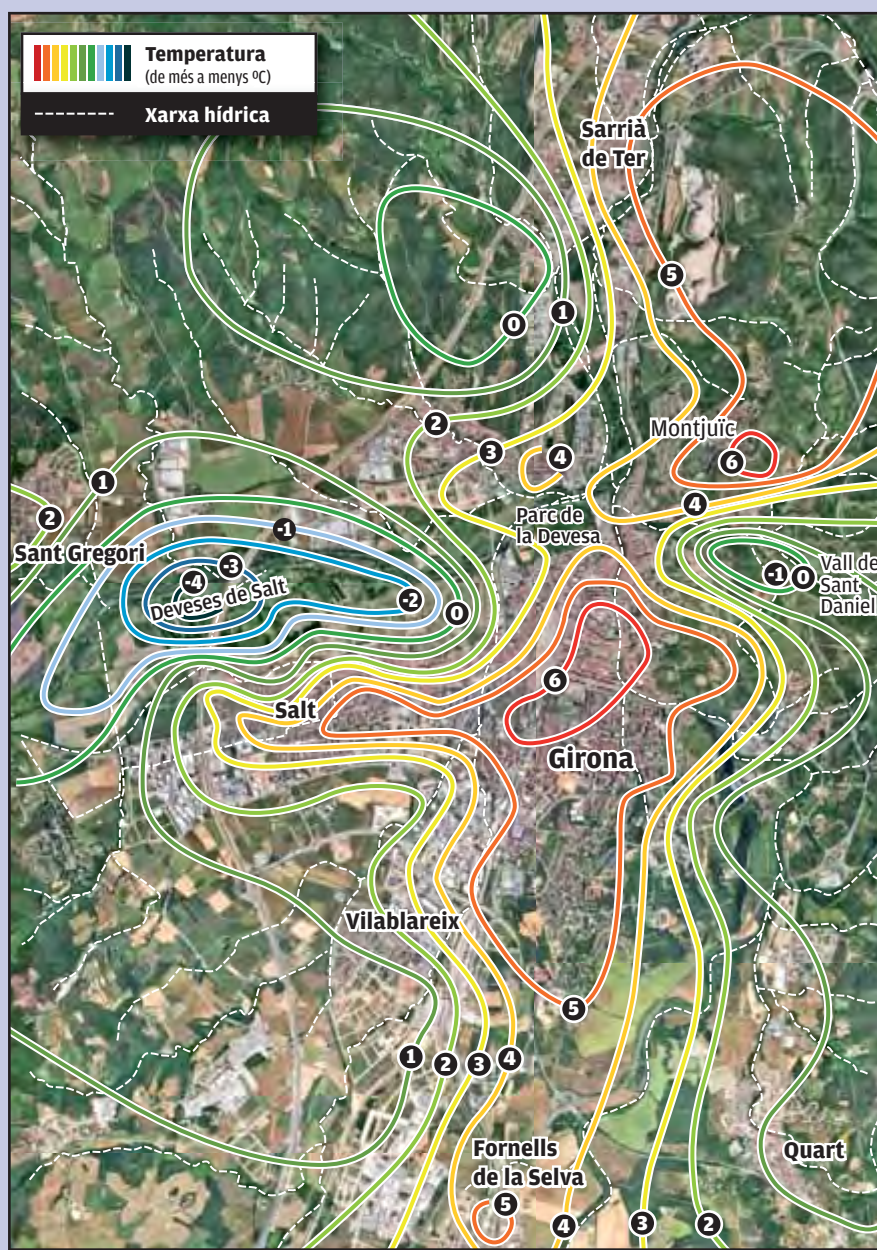 Temperatura
(de més a menys ºC)
Xarxa hídrica
Sarrià
de Ter
5
1
0
2
3
4
Montjuïc
6
1
4
2
-1
Parc de
la Devesa
Sant Gregori
-3
-4
Deveses de Salt
-2
0
-1
0
Vall de
Sant
Daniel
6
Salt
Girona
Vilablareix
5
1
2
3
4
Fornells
de la Selva
Quart
5
4
3
2